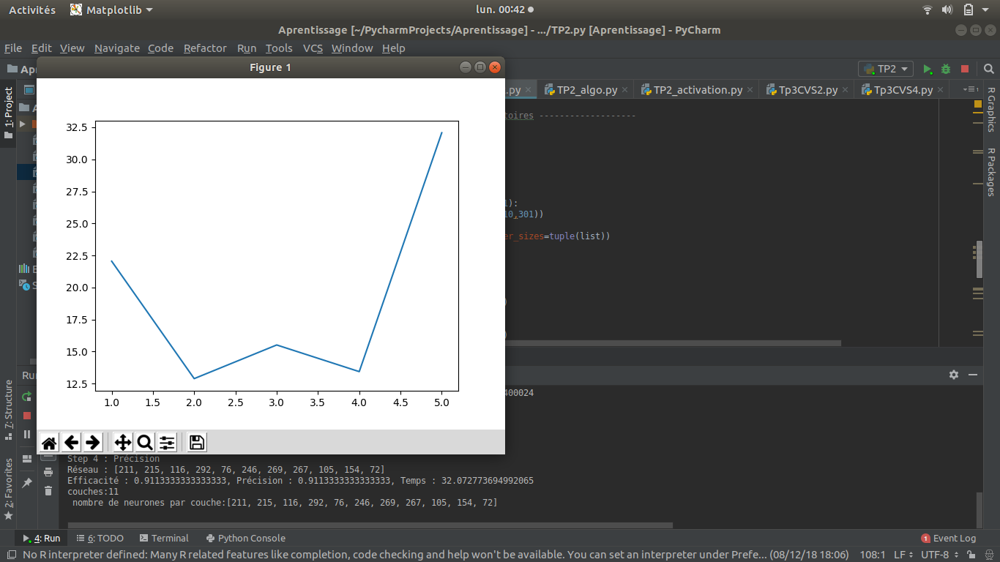 Activités Matplotlib lun. 00:42
Aprentissage [~/PycharmProjects/Aprentissage] - .../TP2.py [Aprentissage] - PyCharm
File Edit View Navigate Code Refactor Run Tools VCS Window Help
Figure 1
TP2
.py TP2_algo.py TP2_activation.py Tp3CVS2.py Tp3CVS4.py
1: Project
R Graphics
R Packages
toires -------------------
):
10,301))
er_sizes=tuple(list))
32.5
30.0
27.5
25.0
22.5
20.0
17.5
15.0
12.5
1.0 1.5 2.0 2.5 3.0 3.5 4.0 4.5 5.0
7: Structure
2: Favorites
400024
Step 4 : Précision
Réseau : [211, 215, 116, 292, 76, 246, 269, 267, 105, 154, 72]
Efficacité : 0.9113333333333333, Précision : 0.9113333333333333, Temps : 32.072773694992065
couches:11
nombre de neurones par couche:[211, 215, 116, 292, 76, 246, 269, 267, 105, 154, 72]
4: Run 6: TODO Terminal Python Console 1 Event Log
No R interpreter defined: Many R related features like completion, code checking and help won't be available. You can set an interpreter under Prefe... (08/12/18 18:06) 108:1 LF UTF-8